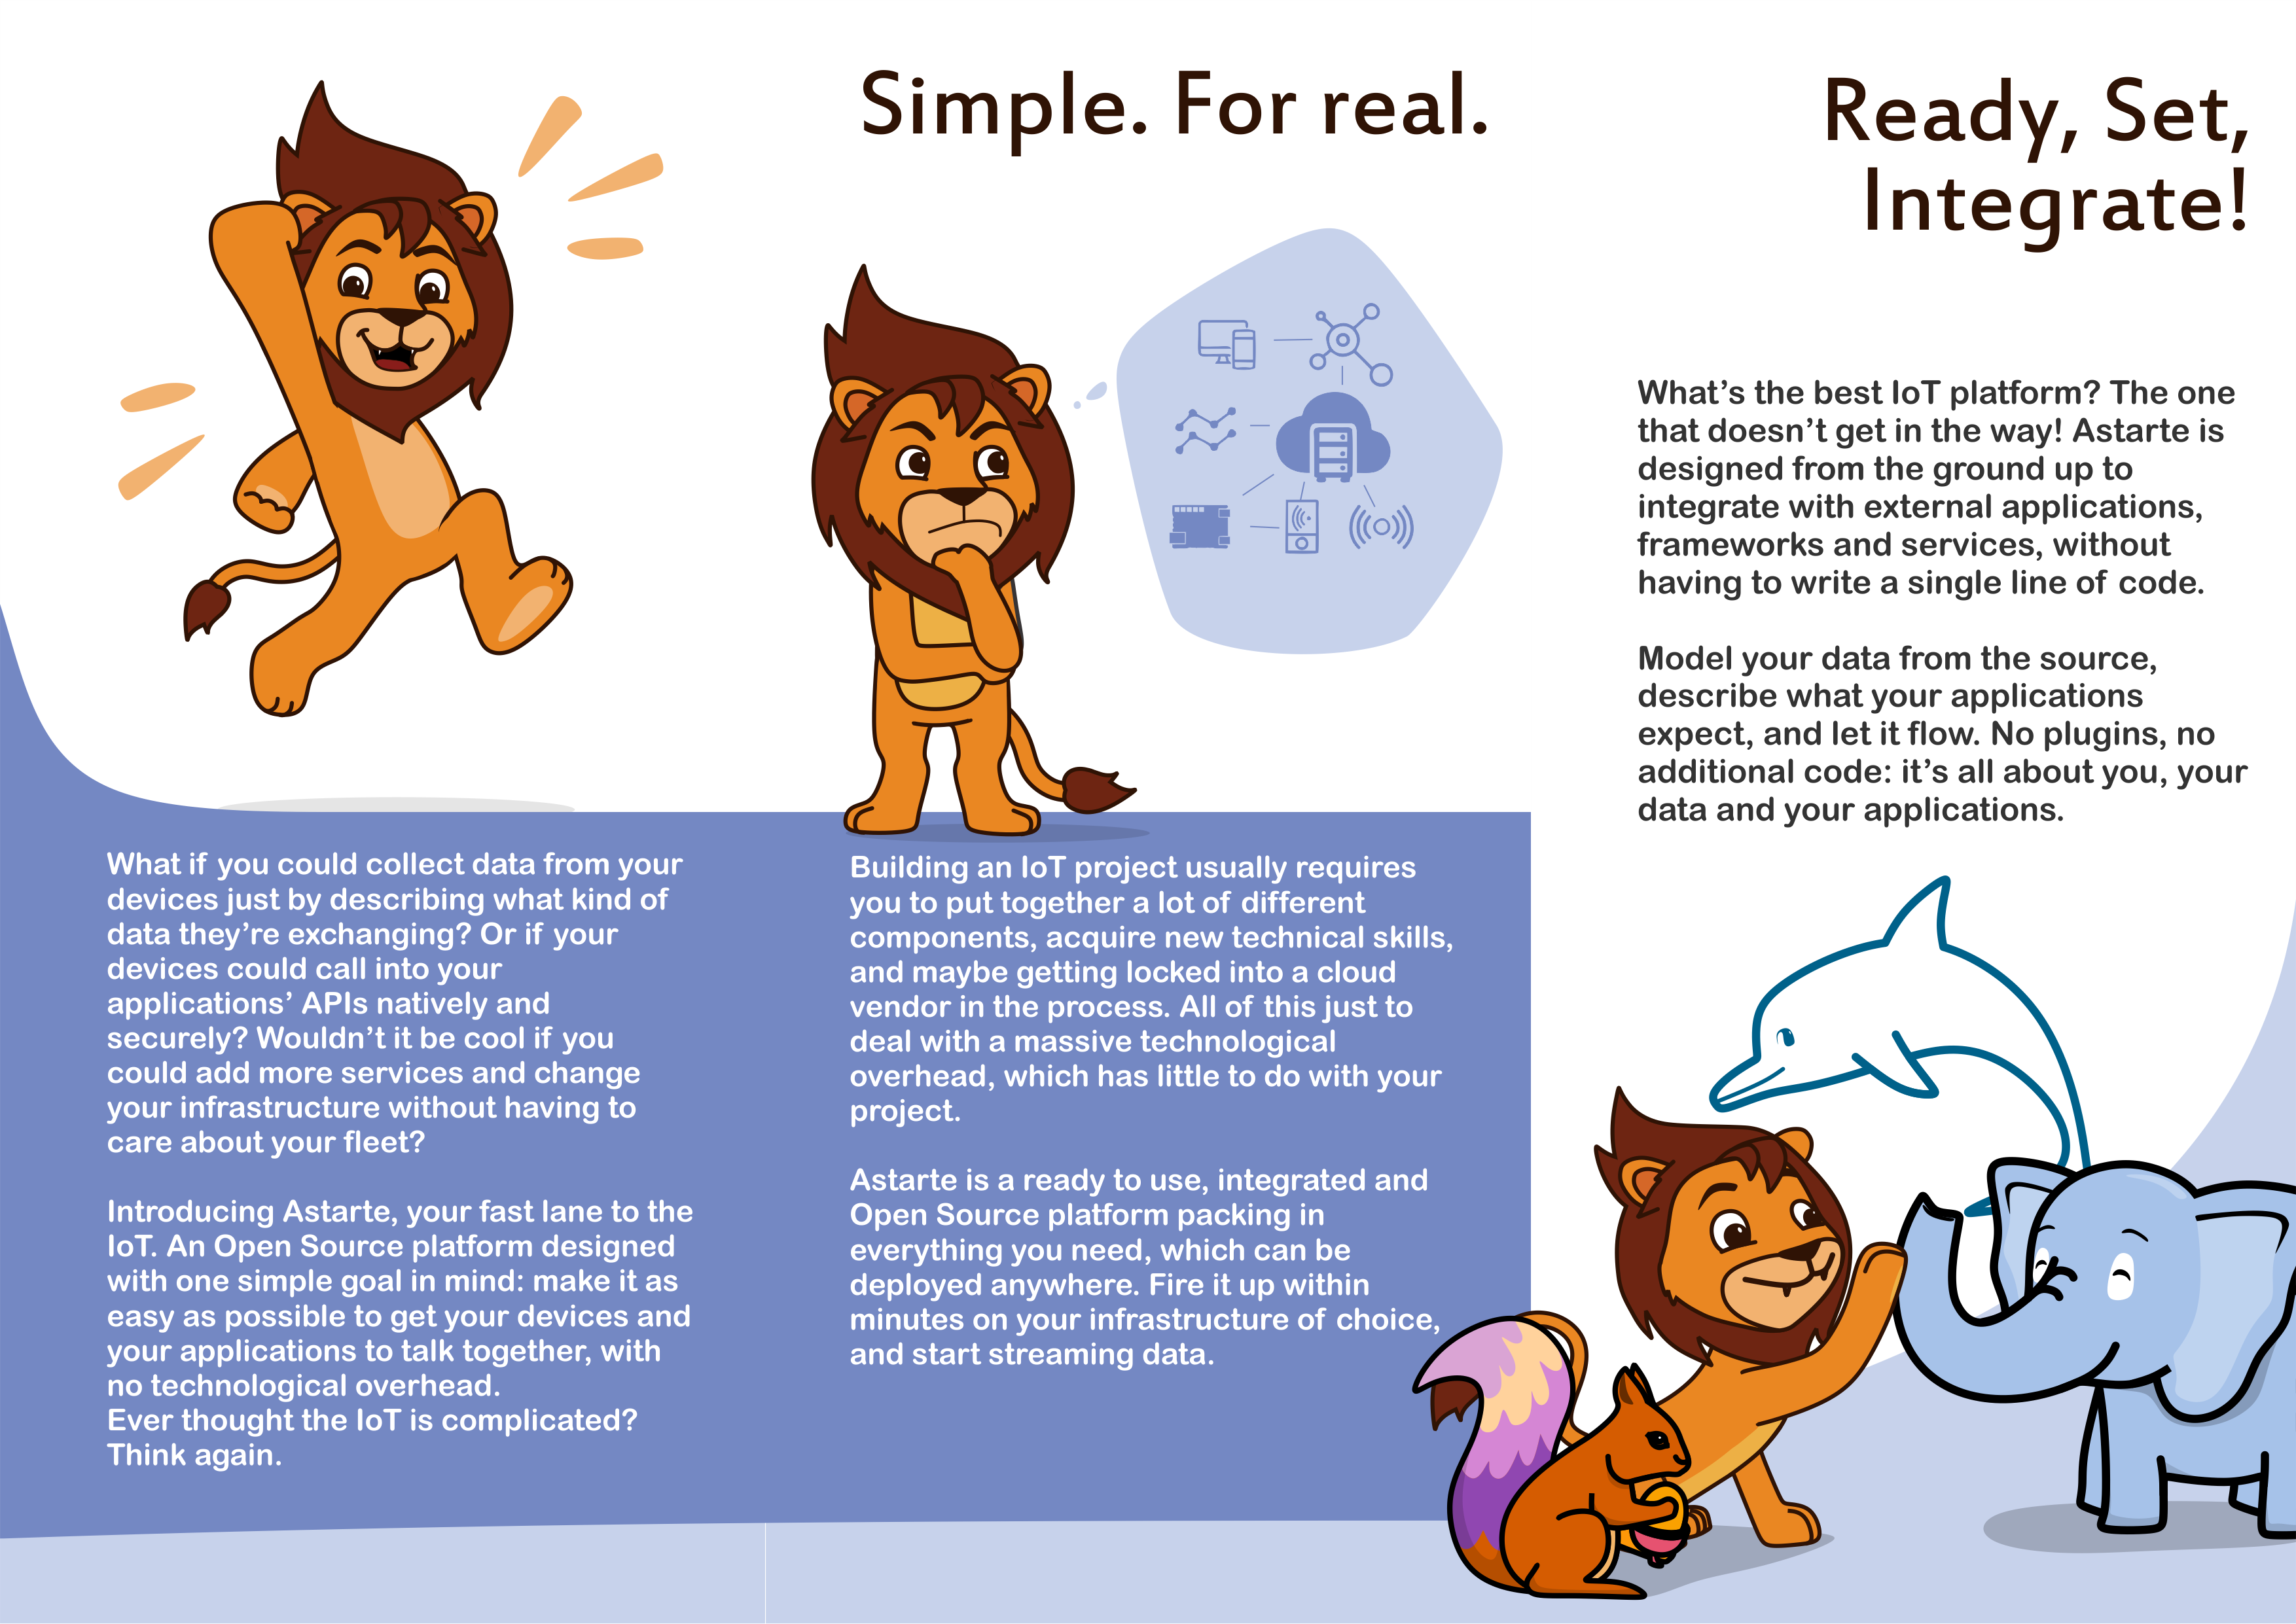 What if you could collect data from your
devices just by describing what kind of
data they’re exchanging? Or if your
devices could call into your
applications’ APIs natively and
securely? Wouldn’t it be cool if you
could add more services and change
your infrastructure without having to
care about your fleet?
Introducing Astarte, your fast lane to the
IoT. An Open Source platform designed
with one simple goal in mind: make it as
easy as possible to get your devices and
your applications to talk together, with
no technological overhead.
Ever thought the IoT is complicated?
Think again.
Simple. For real.
Building an IoT project usually requires
you to put together a lot of different
components, acquire new technical skills,
and maybe getting locked into a cloud
vendor in the process. All of this just to
deal with a massive technological
overhead, which has little to do with your
project.
Astarte is a ready to use, integrated and
Open Source platform packing in
everything you need, which can be
deployed anywhere. Fire it up within
minutes on your infrastructure of choice,
and start streaming data.
Ready, Set,
Integrate!
What’s the best IoT platform? The one
that doesn’t get in the way! Astarte is
designed from the ground up to
integrate with external applications,
frameworks and services, without
having to write a single line of code.
Model your data from the source,
describe what your applications
expect, and let it flow. No plugins, no
additional code: it’s all about you, your
data and your applications.